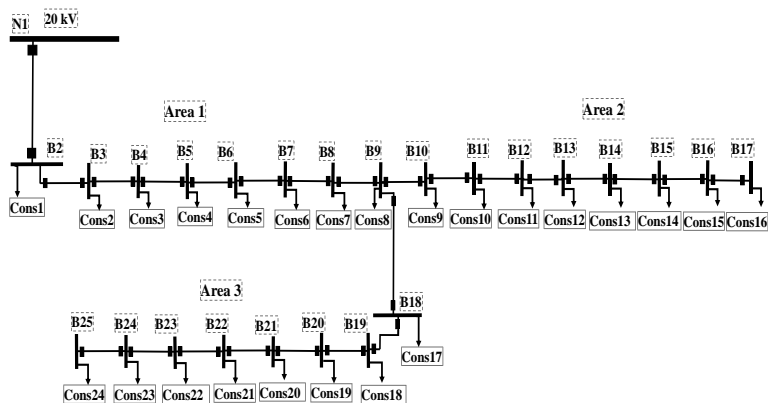 N1 20 kV
Area 1
Area 2
B2 B3 B4 B5 B6 B7 B8 B9 B10 B11 B12 B13 B14 B15 B16 B17
Cons1 Cons2 Cons3 Cons4 Cons5 Cons6 Cons7 Cons8 Cons9 Cons10 Cons11 Cons12 Cons13 Cons14 Cons15 Cons16
Area 3
B25 B24 B23 B22 B21 B20 B19 B18
Cons17
Cons24 Cons23 Cons22 Cons21 Cons20 Cons19 Cons18